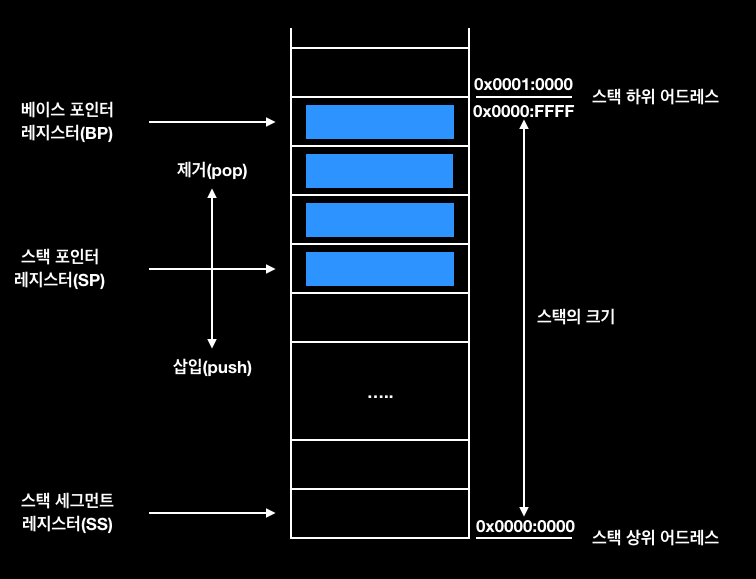 0x0001:0000
스택 하위 어드레스
베이스 포인터
레지스터(BP)
0x0000:FFFF
제거(pop)
스택 포인터
레지스터(SP)
스택의 크기
삽입(push)
.....
스택 세그먼트
레지스터(SS)
0x0000:0000
스택 상위 어드레스